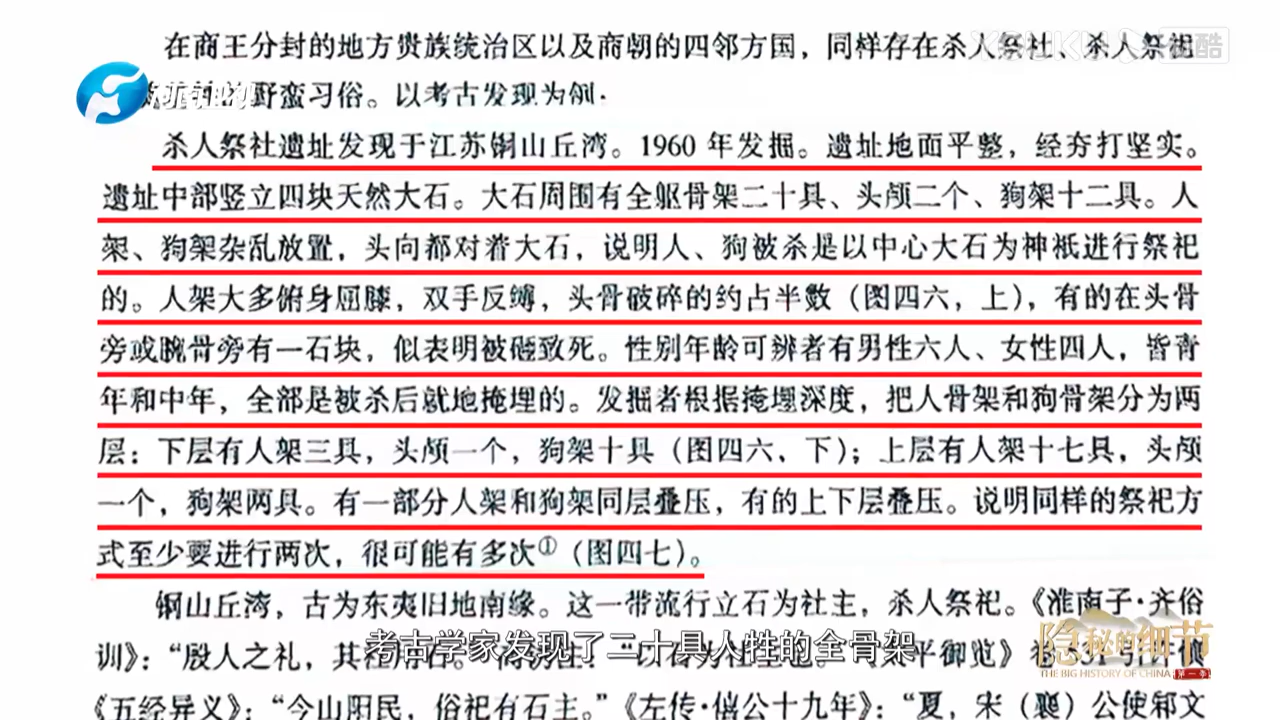 在商王分封的地方贵族统治区以及商朝的四邻方国，同样存在杀人祭社、杀人祭祖
YOUKU 优酷
河南卫视
野蛮习俗。以考古发现为例：
杀人祭社遗址发现于江苏铜山丘湾。1960 年发掘。遗址地面平整，经夯打坚实。
遗址中部竖立四块天然大石。大石周围有全躯骨架二十具、头颅二个、狗架十二具。人
架、狗架杂乱放置，头向都对着大石，说明人、狗被杀是以中心大石为神祇进行祭祀
的。人架大多俯身屈膝，双手反缚，头骨破碎的约占半数（图四六，上），有的在头骨
旁或腕骨旁有一石块，似表明被砸致死。性别年龄可辨者有男性六人、女性四人，皆青
年和中年，全部是被杀后就地掩埋的。发掘者根据掩埋深度，把人骨架和狗骨架分为两
层：下层有人架三具，头颅一个，狗架十具（图四六，下）；上层有人架十七具，头颅
一个，狗架两具。有一部分人架和狗架同层叠压，有的上下层叠压。说明同样的祭祀方
式至少要进行两次，很可能有多次①（图四七）。
铜山丘湾，古为东夷旧地南缘。这一带流行立石为社主，杀人祭祀。《淮南子·齐俗
训》：“殷人之礼，其社用石。”
考古学家发现了二十具人牲的全骨架
隐秘的细节
THE BIG HISTORY OF CHINA 第一季
《五经异义》：“今山阳民，俗祀有石主。”《左传·僖公十九年》：“夏，宋（襄）公使邾文